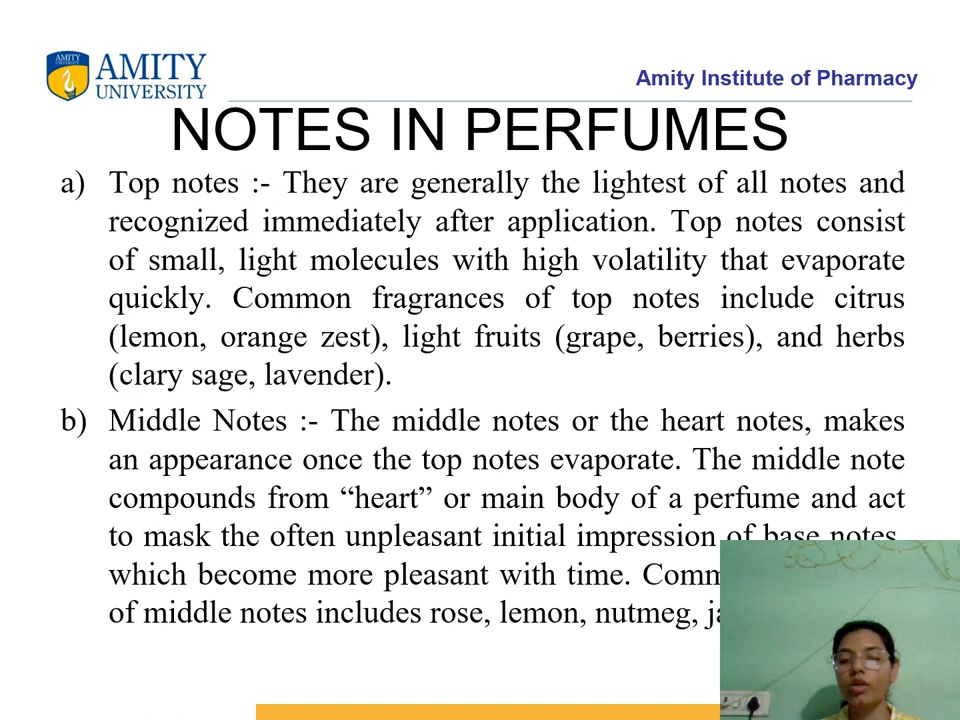 AMITY
AMITY
UNIVERSITY
Amity Institute of Pharmacy
NOTES IN PERFUMES
a) Top notes :- They are generally the lightest of all notes and
recognized immediately after application. Top notes consist
of small, light molecules with high volatility that evaporate
quickly. Common fragrances of top notes include citrus
(lemon, orange zest), light fruits (grape, berries), and herbs
(clary sage, lavender).
b) Middle Notes :- The middle notes or the heart notes, makes
an appearance once the top notes evaporate. The middle note
compounds from “heart” or main body of a perfume and act
to mask the often unpleasant initial impression of base notes,
which become more pleasant with time.
of middle notes includes rose, lemon, nutmeg,